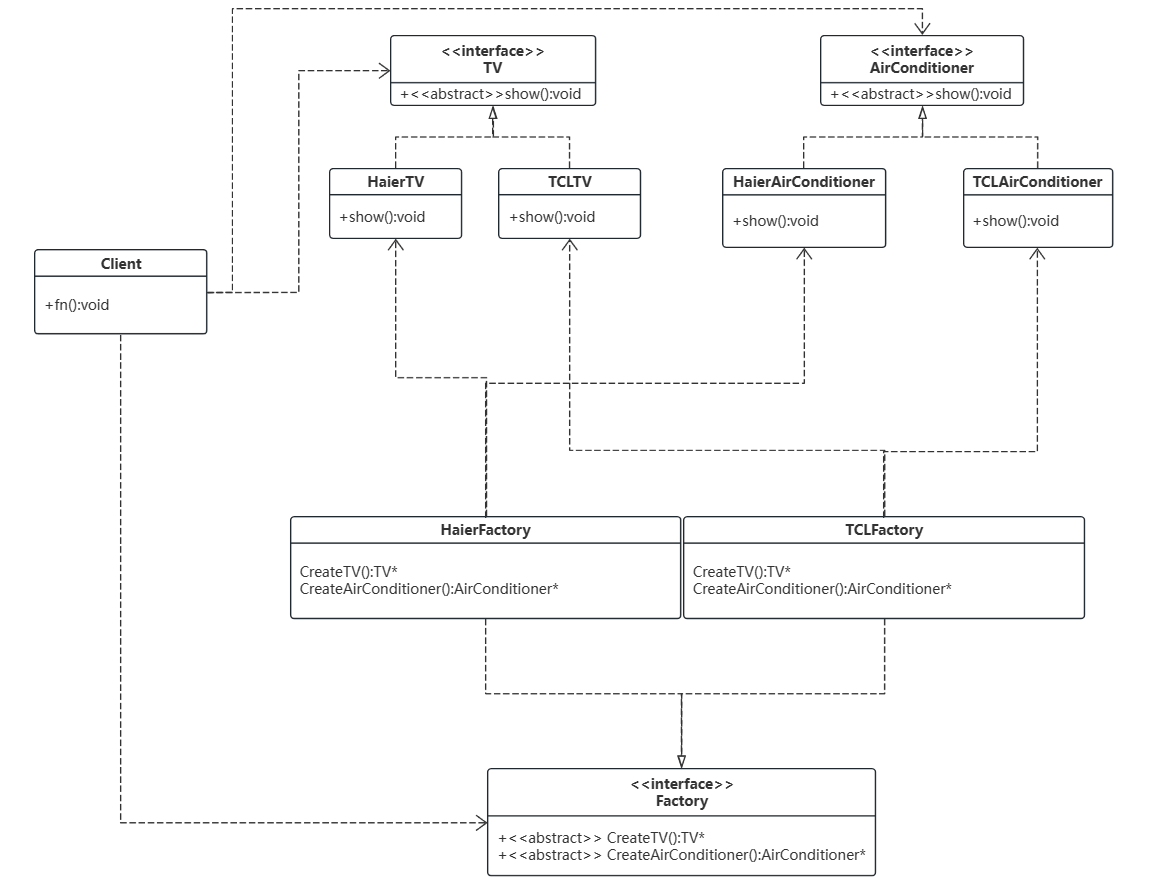 <<interface>>
TV
+<<abstract>>show():void
<<interface>>
AirConditioner
+<<abstract>>show():void
HaierTV
+show():void
TCLTV
+show():void
HaierAirConditioner
+show():void
TCLAirConditioner
+show():void
Client
+fn():void
HaierFactory
CreateTV():TV*
CreateAirConditioner():AirConditioner*
TCLFactory
CreateTV():TV*
CreateAirConditioner():AirConditioner*
<<interface>>
Factory
+<<abstract>> CreateTV():TV*
+<<abstract>> CreateAirConditioner():AirConditioner*